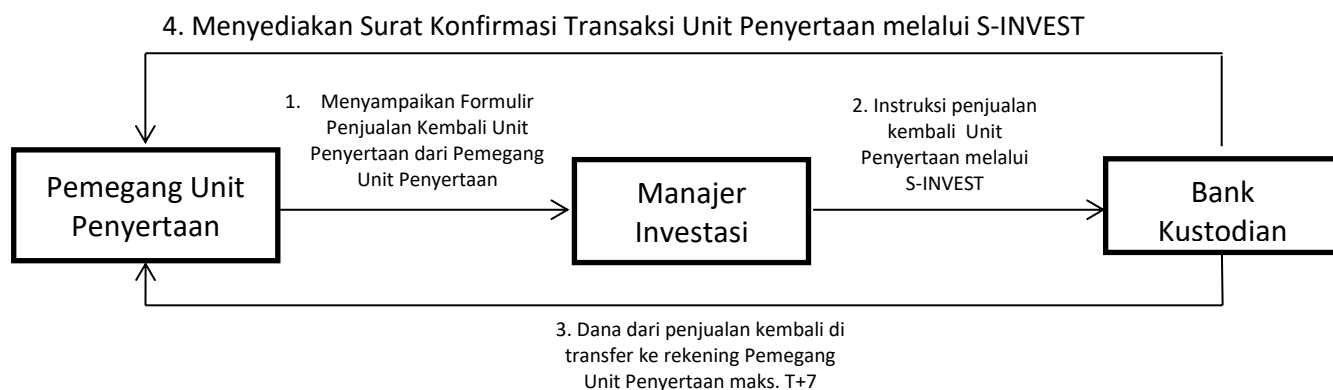 4. Menyediakan Surat Konfirmasi Transaksi Unit Penyertaan melalui S-INVEST
1. Menyampaikan Formulir
Penjualan Kembali Unit
Penyertaan dari Pemegang
Unit Penyertaan
2. Instruksi penjualan
kembali Unit
Penyertaan melalui
S-INVEST
Pemegang Unit
Penyertaan
Manajer
Investasi
Bank
Kustodian
3. Dana dari penjualan kembali di
transfer ke rekening Pemegang
Unit Penyertaan maks. T+7